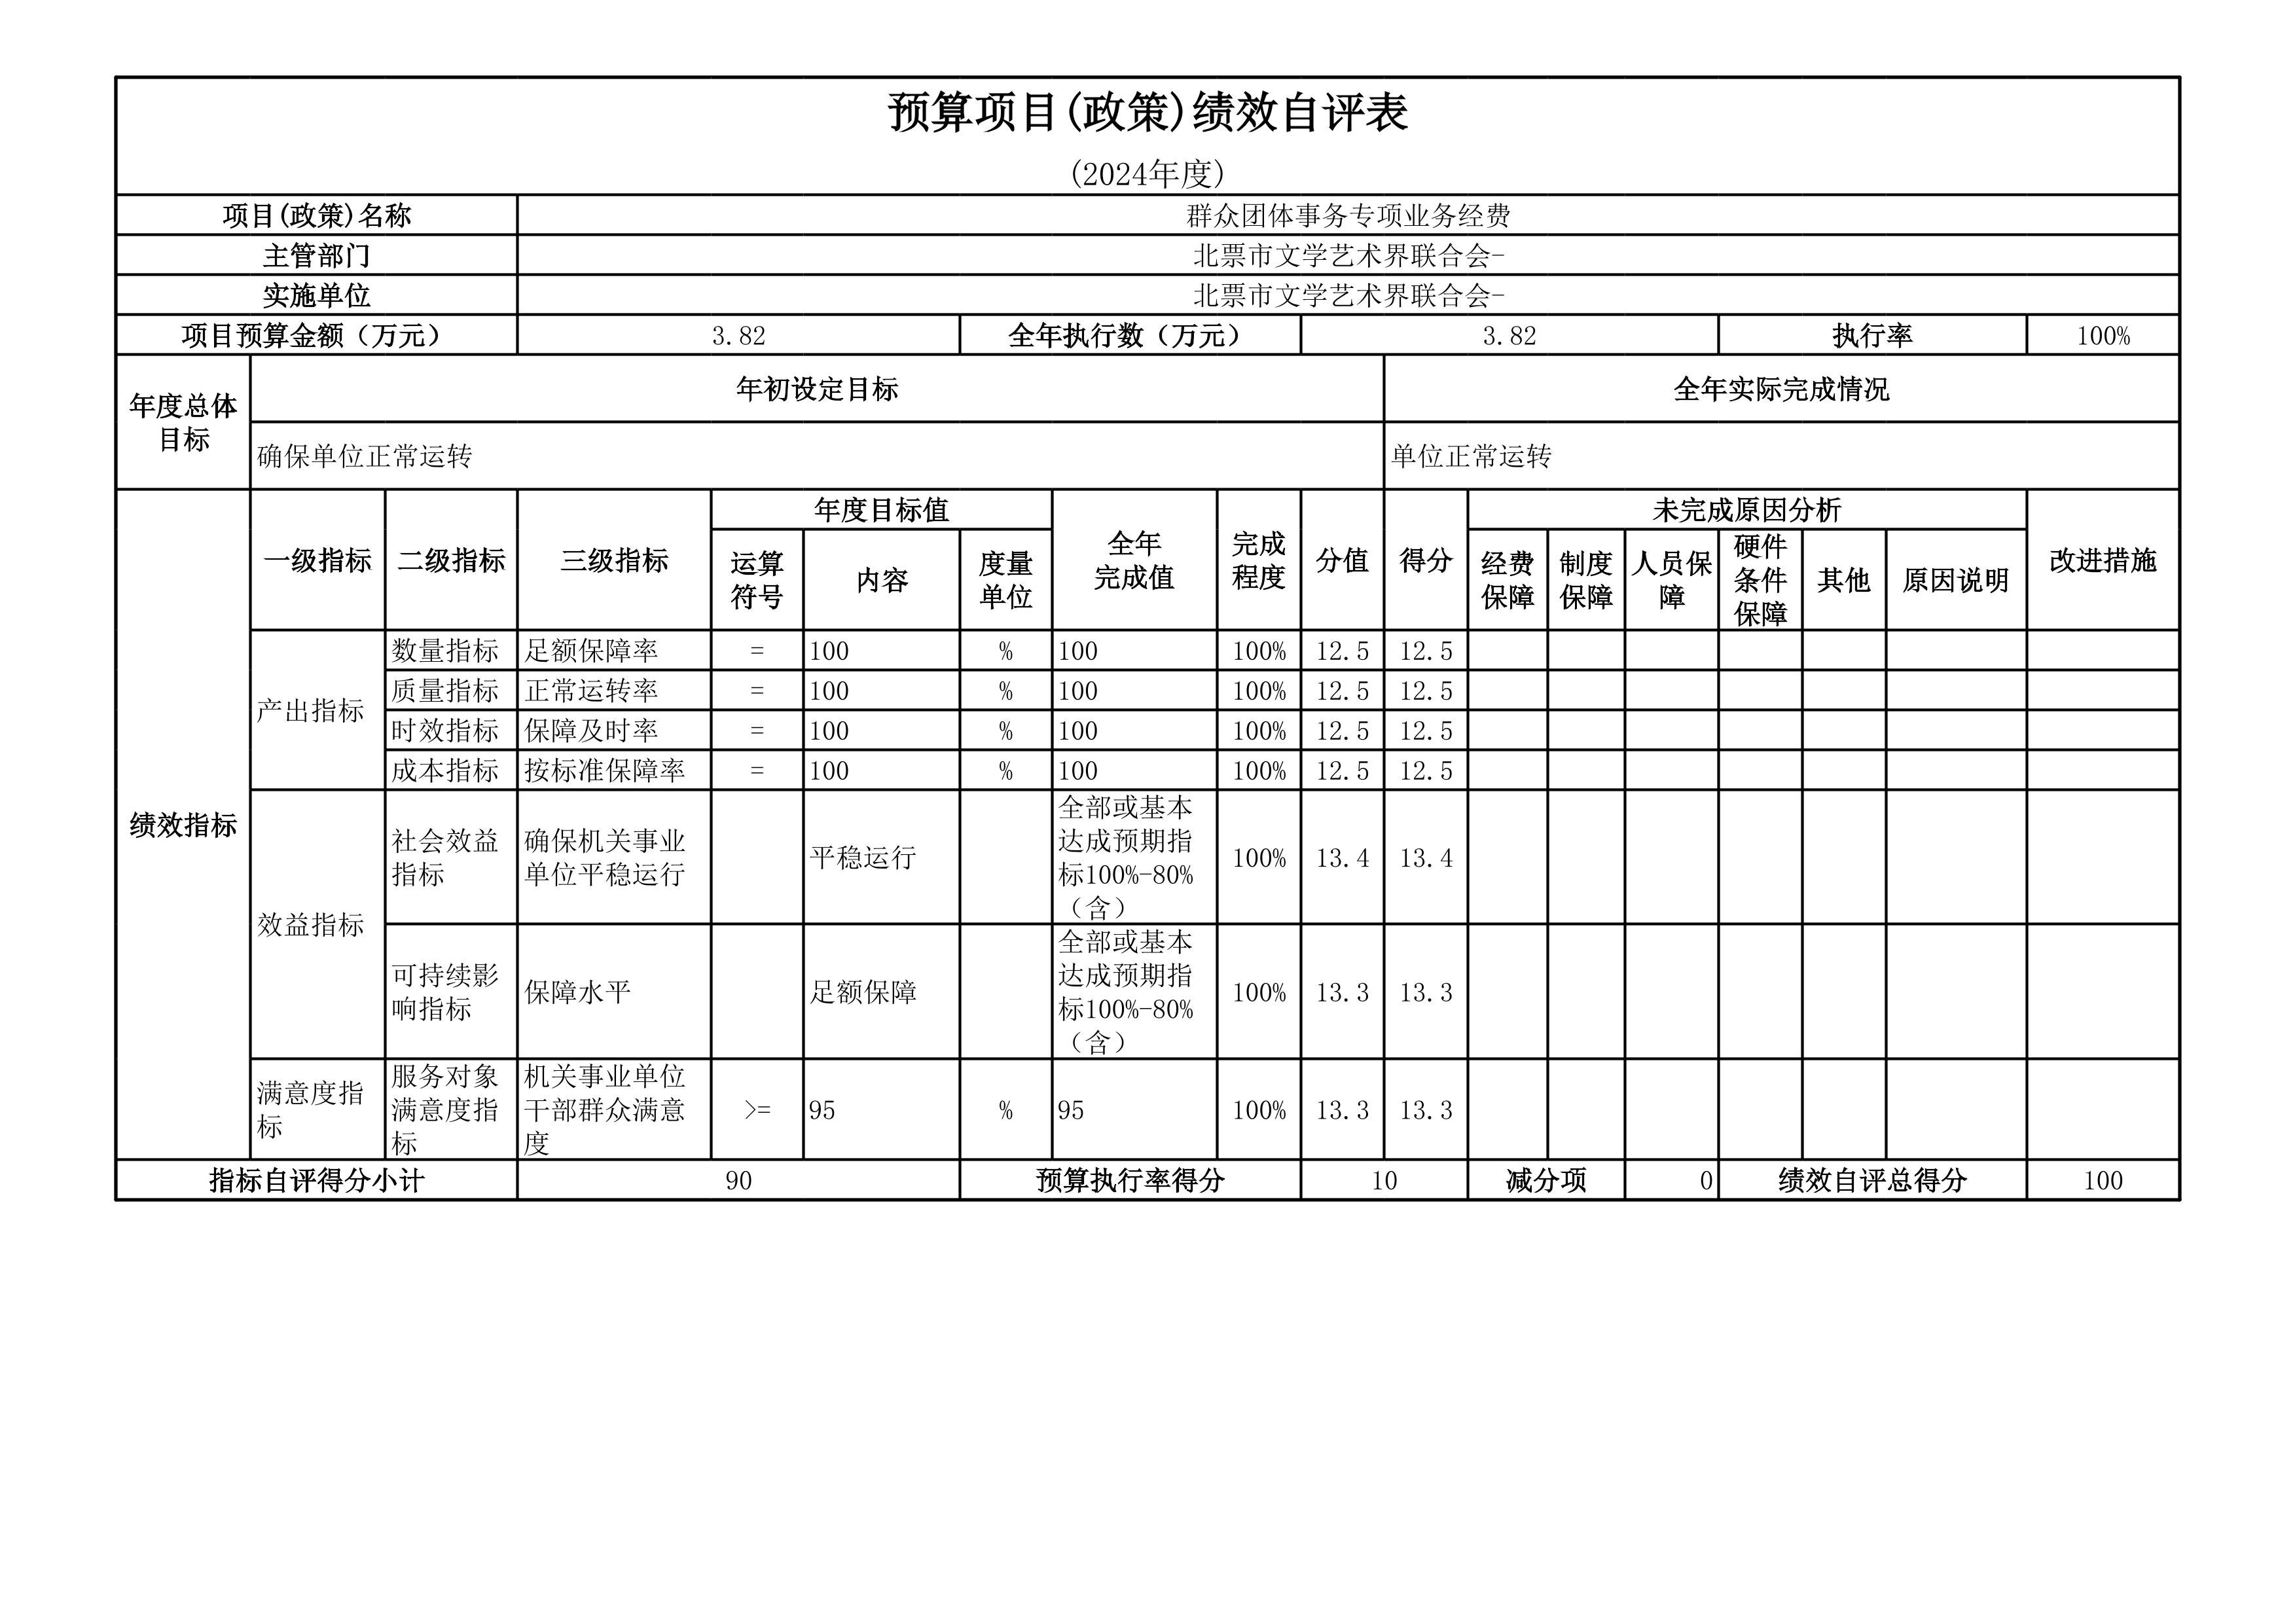 预算项目(政策)绩效自评表
(2024年度)
项目(政策)名称 群众团体事务专项业务经费
主管部门 北票市文学艺术界联合会-
实施单位 北票市文学艺术界联合会-
项目预算金额（万元） 3.82 全年执行数（万元） 3.82 执行率 100%
年度总体
目标
年初设定目标 全年实际完成情况
确保单位正常运转 单位正常运转
绩效指标
一级指标 二级指标 三级指标
年度目标值
运算
符号
内容
度量
单位
全年
完成值
完成
程度
分值 得分
未完成原因分析
经费
保障
制度
保障
人员保
障
硬件
条件
保障
其他 原因说明
改进措施
产出指标
数量指标 足额保障率 = 100 % 100 100% 12.5 12.5
质量指标 正常运转率 = 100 % 100 100% 12.5 12.5
时效指标 保障及时率 = 100 % 100 100% 12.5 12.5
成本指标 按标准保障率 = 100 % 100 100% 12.5 12.5
效益指标
社会效益
指标
确保机关事业
单位平稳运行
平稳运行
全部或基本
达成预期指
标100%-80%
（含）
100% 13.4 13.4
可持续影
响指标
保障水平
足额保障
全部或基本
达成预期指
标100%-80%
（含）
100% 13.3 13.3
满意度指
标
服务对象
满意度指
标
机关事业单位
干部群众满意
度
>= 95 % 95 100% 13.3 13.3
指标自评得分小计 90 预算执行率得分 10 减分项 0 绩效自评总得分 100